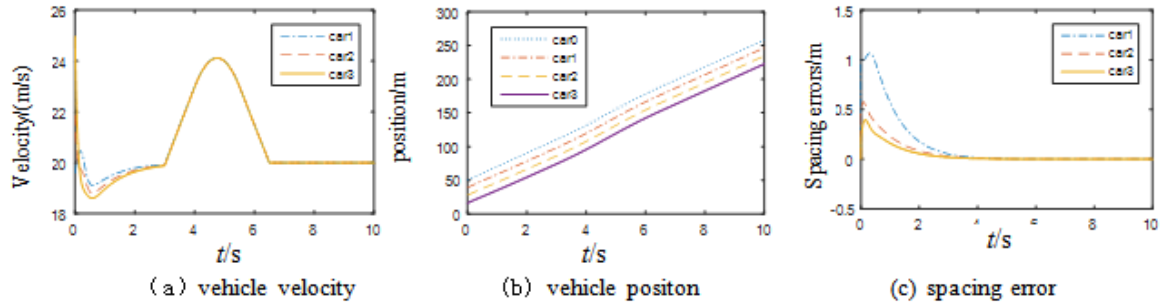 Velocity/(m/s)
26
24
22
20
18
0
2
4
6
8
10
t/s
car1
car2
car3
(a) vehicle velocity
position/m
300
250
200
150
100
50
0
0
2
4
6
8
10
t/s
car0
car1
car2
car3
(b) vehicle positon
Spacing errors/m
1.5
1
0.5
0
-0.5
0
2
4
6
8
10
t/s
car1
car2
car3
(c) spacing error